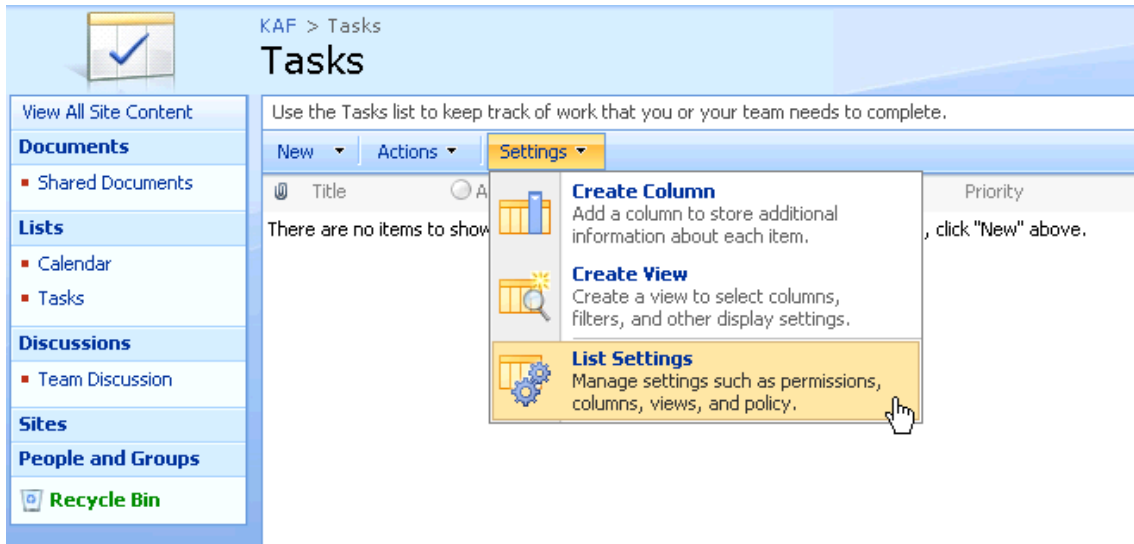 KAF > Tasks
Tasks
View All Site Content
Documents
Shared Documents
Lists
Calendar
Tasks
Discussions
Team Discussion
Sites
People and Groups
Recycle Bin
Use the Tasks list to keep track of work that you or your team needs to complete.
New Actions Settings
Title A Priority
There are no items to show , click "New" above.
Create Column
Add a column to store additional
information about each item.
Create View
Create a view to select columns,
filters, and other display settings.
List Settings
Manage settings such as permissions,
columns, views, and policy.